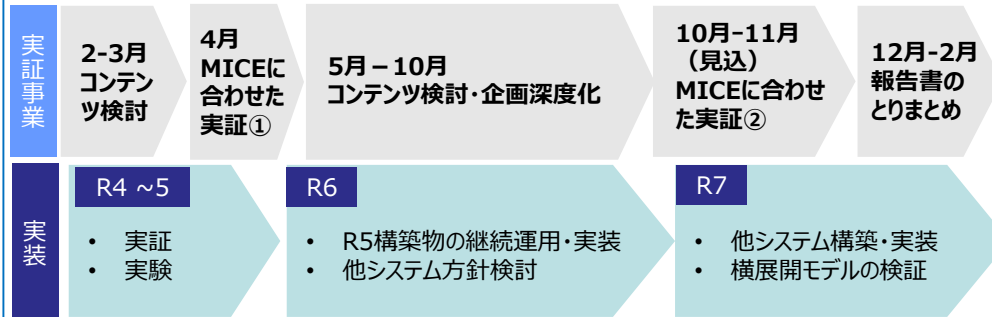 実証事業
2-3月
コンテン
ツ検討
4月
MICEに
合わせた
実証①
5月－10月
コンテンツ検討・企画深度化
10月-11月
（見込）
MICEに合わせ
た実証②
12月-2月
報告書の
とりまとめ
実装
R4 ~5
• 実証
• 実験
R6
• R5構築物の継続運用・実装
• 他システム方針検討
R7
• 他システム構築・実装
• 横展開モデルの検証